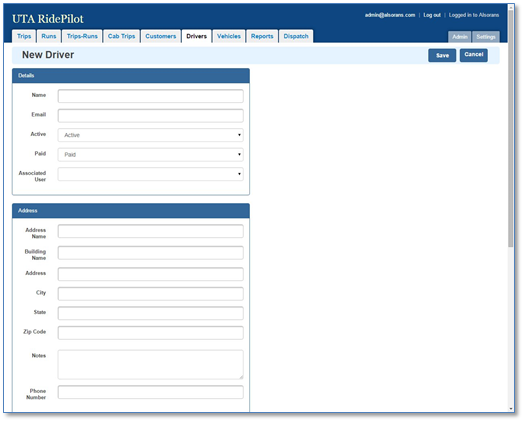 UTA RidePilot
admin@alsorans.com | Log out | Logged in to Alsorans
Trips Runs Trips-Runs Cab Trips Customers Drivers Vehicles Reports Dispatch Admin Settings
New Driver Save Cancel
Details
Name
Email
Active Active
Paid Paid
Associated
User
Address
Address
Name
Building
Name
Address
City
State
Zip Code
Notes
Phone
Number